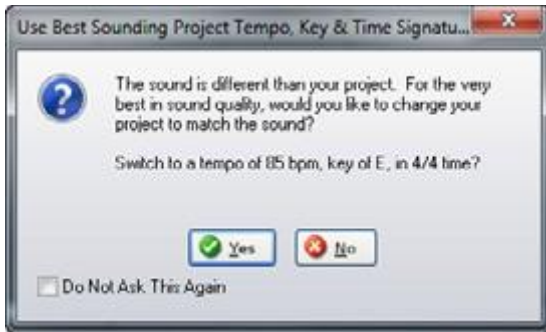 Use Best Sounding Project Tempo, Key & Time Signatu...
The sound is different than your project. For the very
best in sound quality, would you like to change your
project to match the sound?
Switch to a tempo of 85 bpm, key of E, in 4/4 time?
Yes No
Do Not Ask This Again